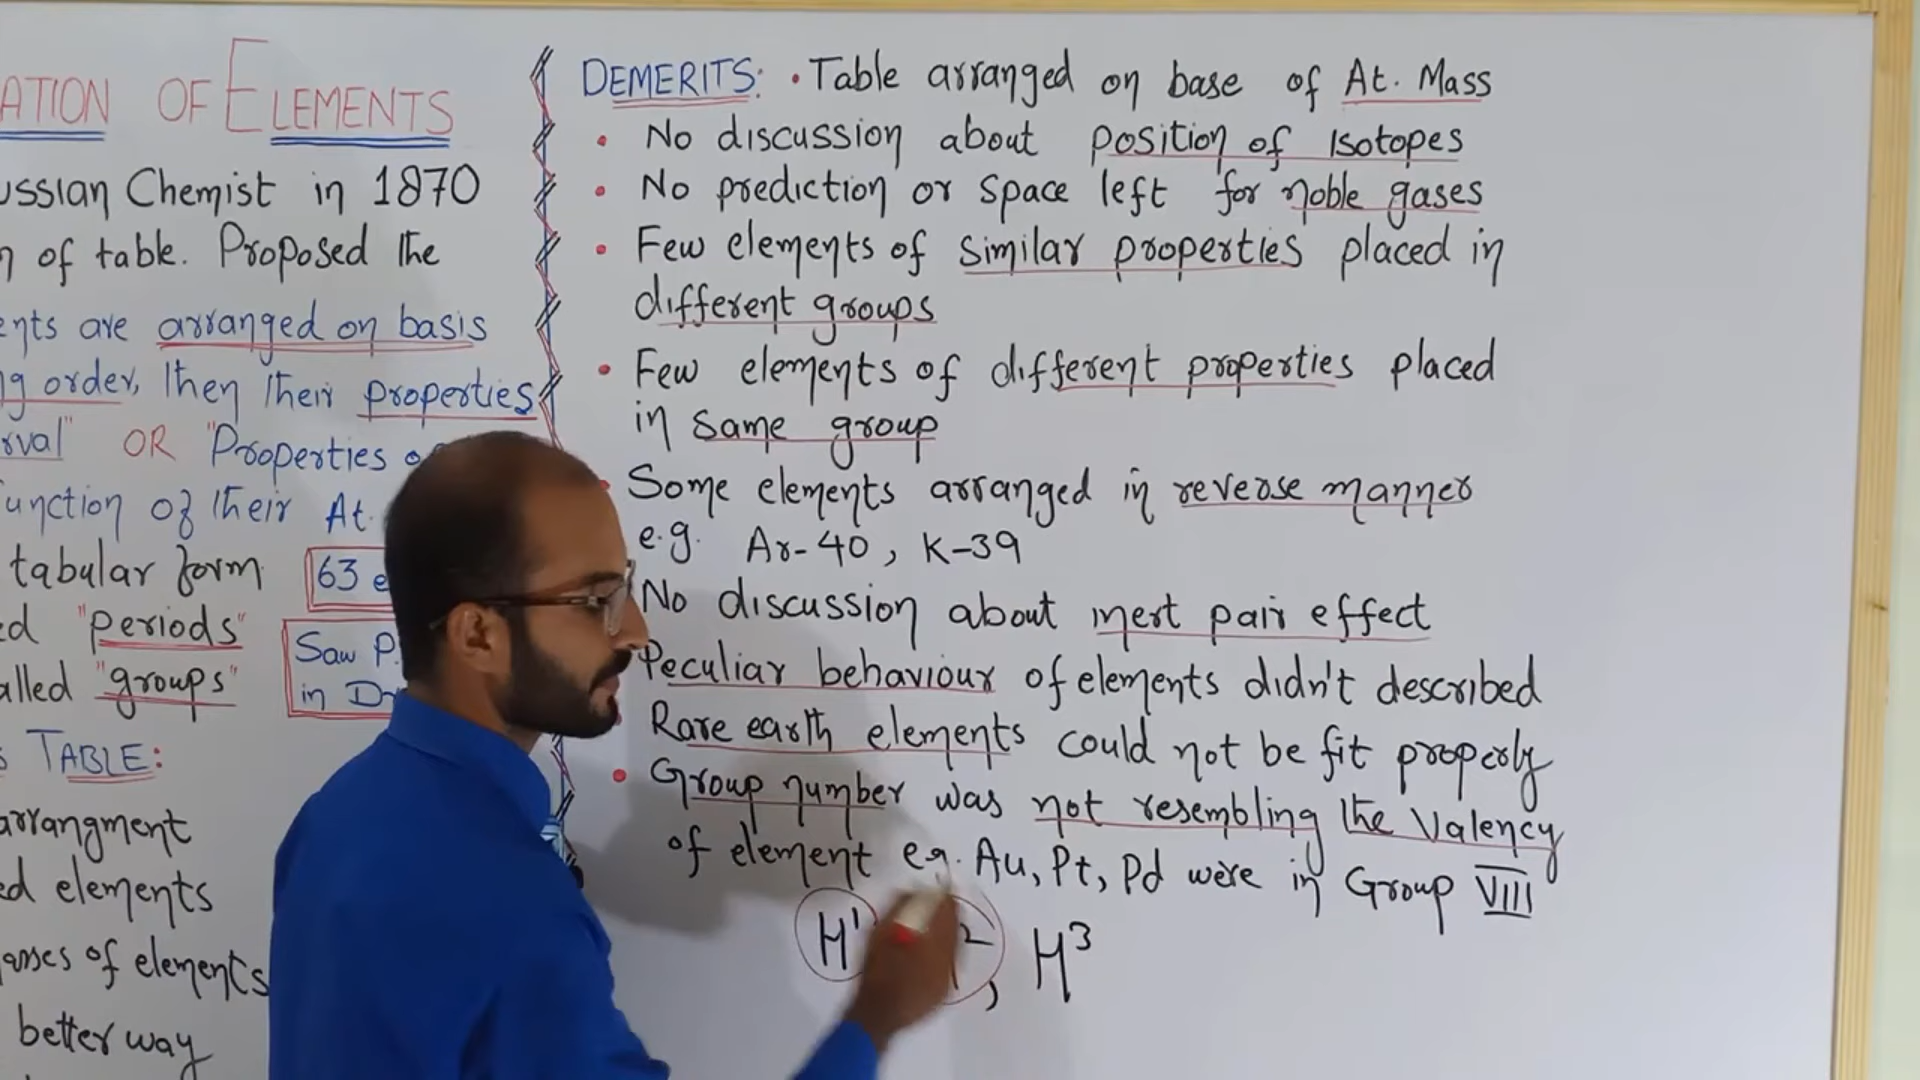 ATION OF ELEMENTS
ussian Chemist in 1870
of table. Proposed the
ents are arranged on basis
ng order, then their properties
rval" OR "Properties
unction of their At.
tabular form
63 e
ed "periods"
Saw P.
in Dr
alled "groups"
s TABLE:
arrangment
ed elements
asses of elements
better way
DEMERITS: • Table arranged on base of At. Mass
• No discussion about position of Isotopes
• No prediction or space left for noble gases
• Few elements of similar properties placed in
different groups
• Few elements of different properties placed
in same group
• Some elements arranged in reverse manner
e.g. Ar-40, K-39
No discussion about inert pair effect
Peculiar behaviour of elements didn't described
Rare earth elements could not be fit properly
• Group number was not resembling the Valency
of element e.g. Au, Pt, Pd were in Group VIII
H¹ ², H³